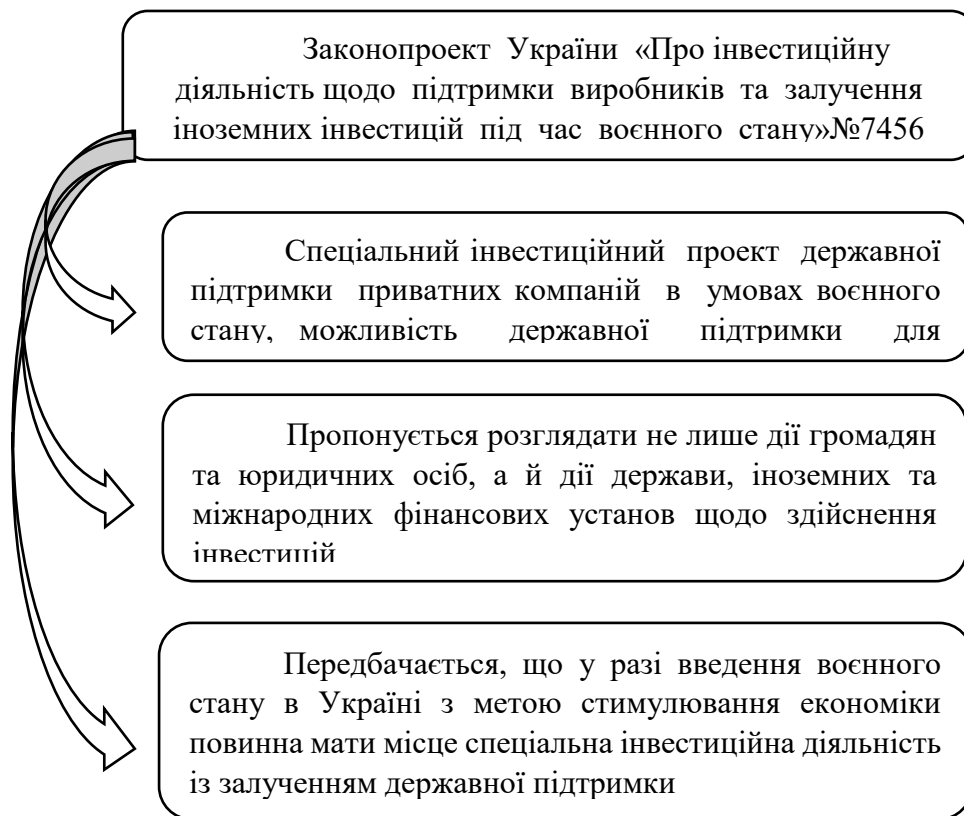 Законопроект України «Про інвестиційну
діяльність щодо підтримки виробників та залучення
іноземних інвестицій під час воєнного стану»№7456
Спеціальний інвестиційний проект державної
підтримки приватних компаній в умовах воєнного
стану, можливість державної підтримки для
Пропонується розглядати не лише дії громадян
та юридичних осіб, а й дії держави, іноземних та
міжнародних фінансових установ щодо здійснення
інвестицій
Передбачається, що у разі введення воєнного
стану в Україні з метою стимулювання економіки
повинна мати місце спеціальна інвестиційна діяльність
із залученням державної підтримки